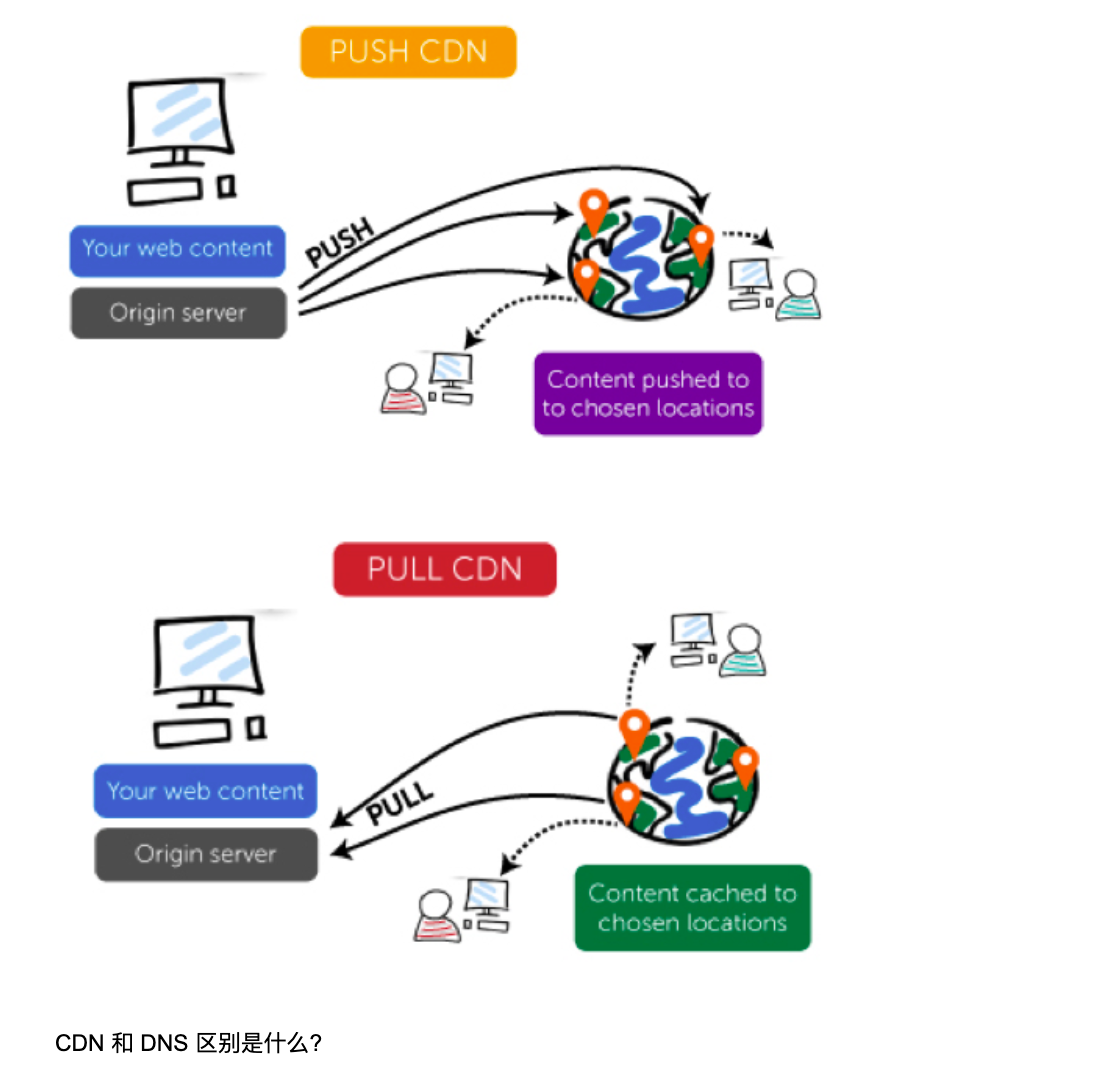 PUSH CDN
Your web content
Origin server
PUSH
Content pushed to
to chosen locations
PULL CDN
Your web content
Origin server
PULL
Content cached to
chosen locations
CDN 和 DNS 区别是什么?